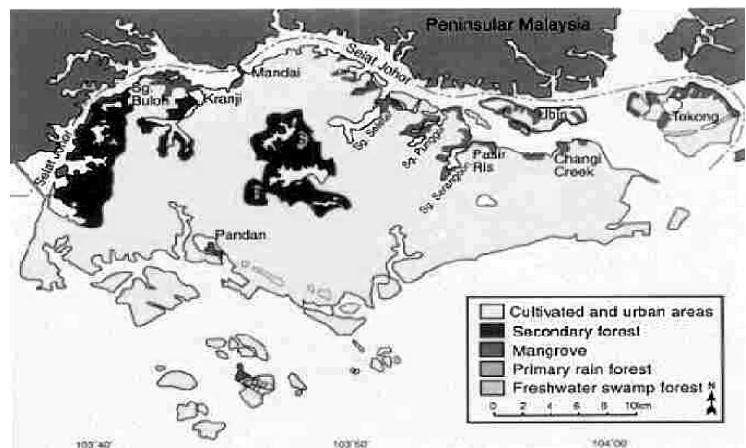 Peninsular Malaysia
Selat Johor
Mandai
Sg. Buloh
Kranji
Selat Johor
Sg. Seletar
Sg. Punggol
Sg. Serangoon
Ubin
Tekong
Pasir Ris
Changi Creek
Pandan
Cultivated and urban areas
Secondary forest
Mangrove
Primary rain forest
Freshwater swamp forest
N
0 2 4 6 8 10km
103°40'
103°50'
104°00'